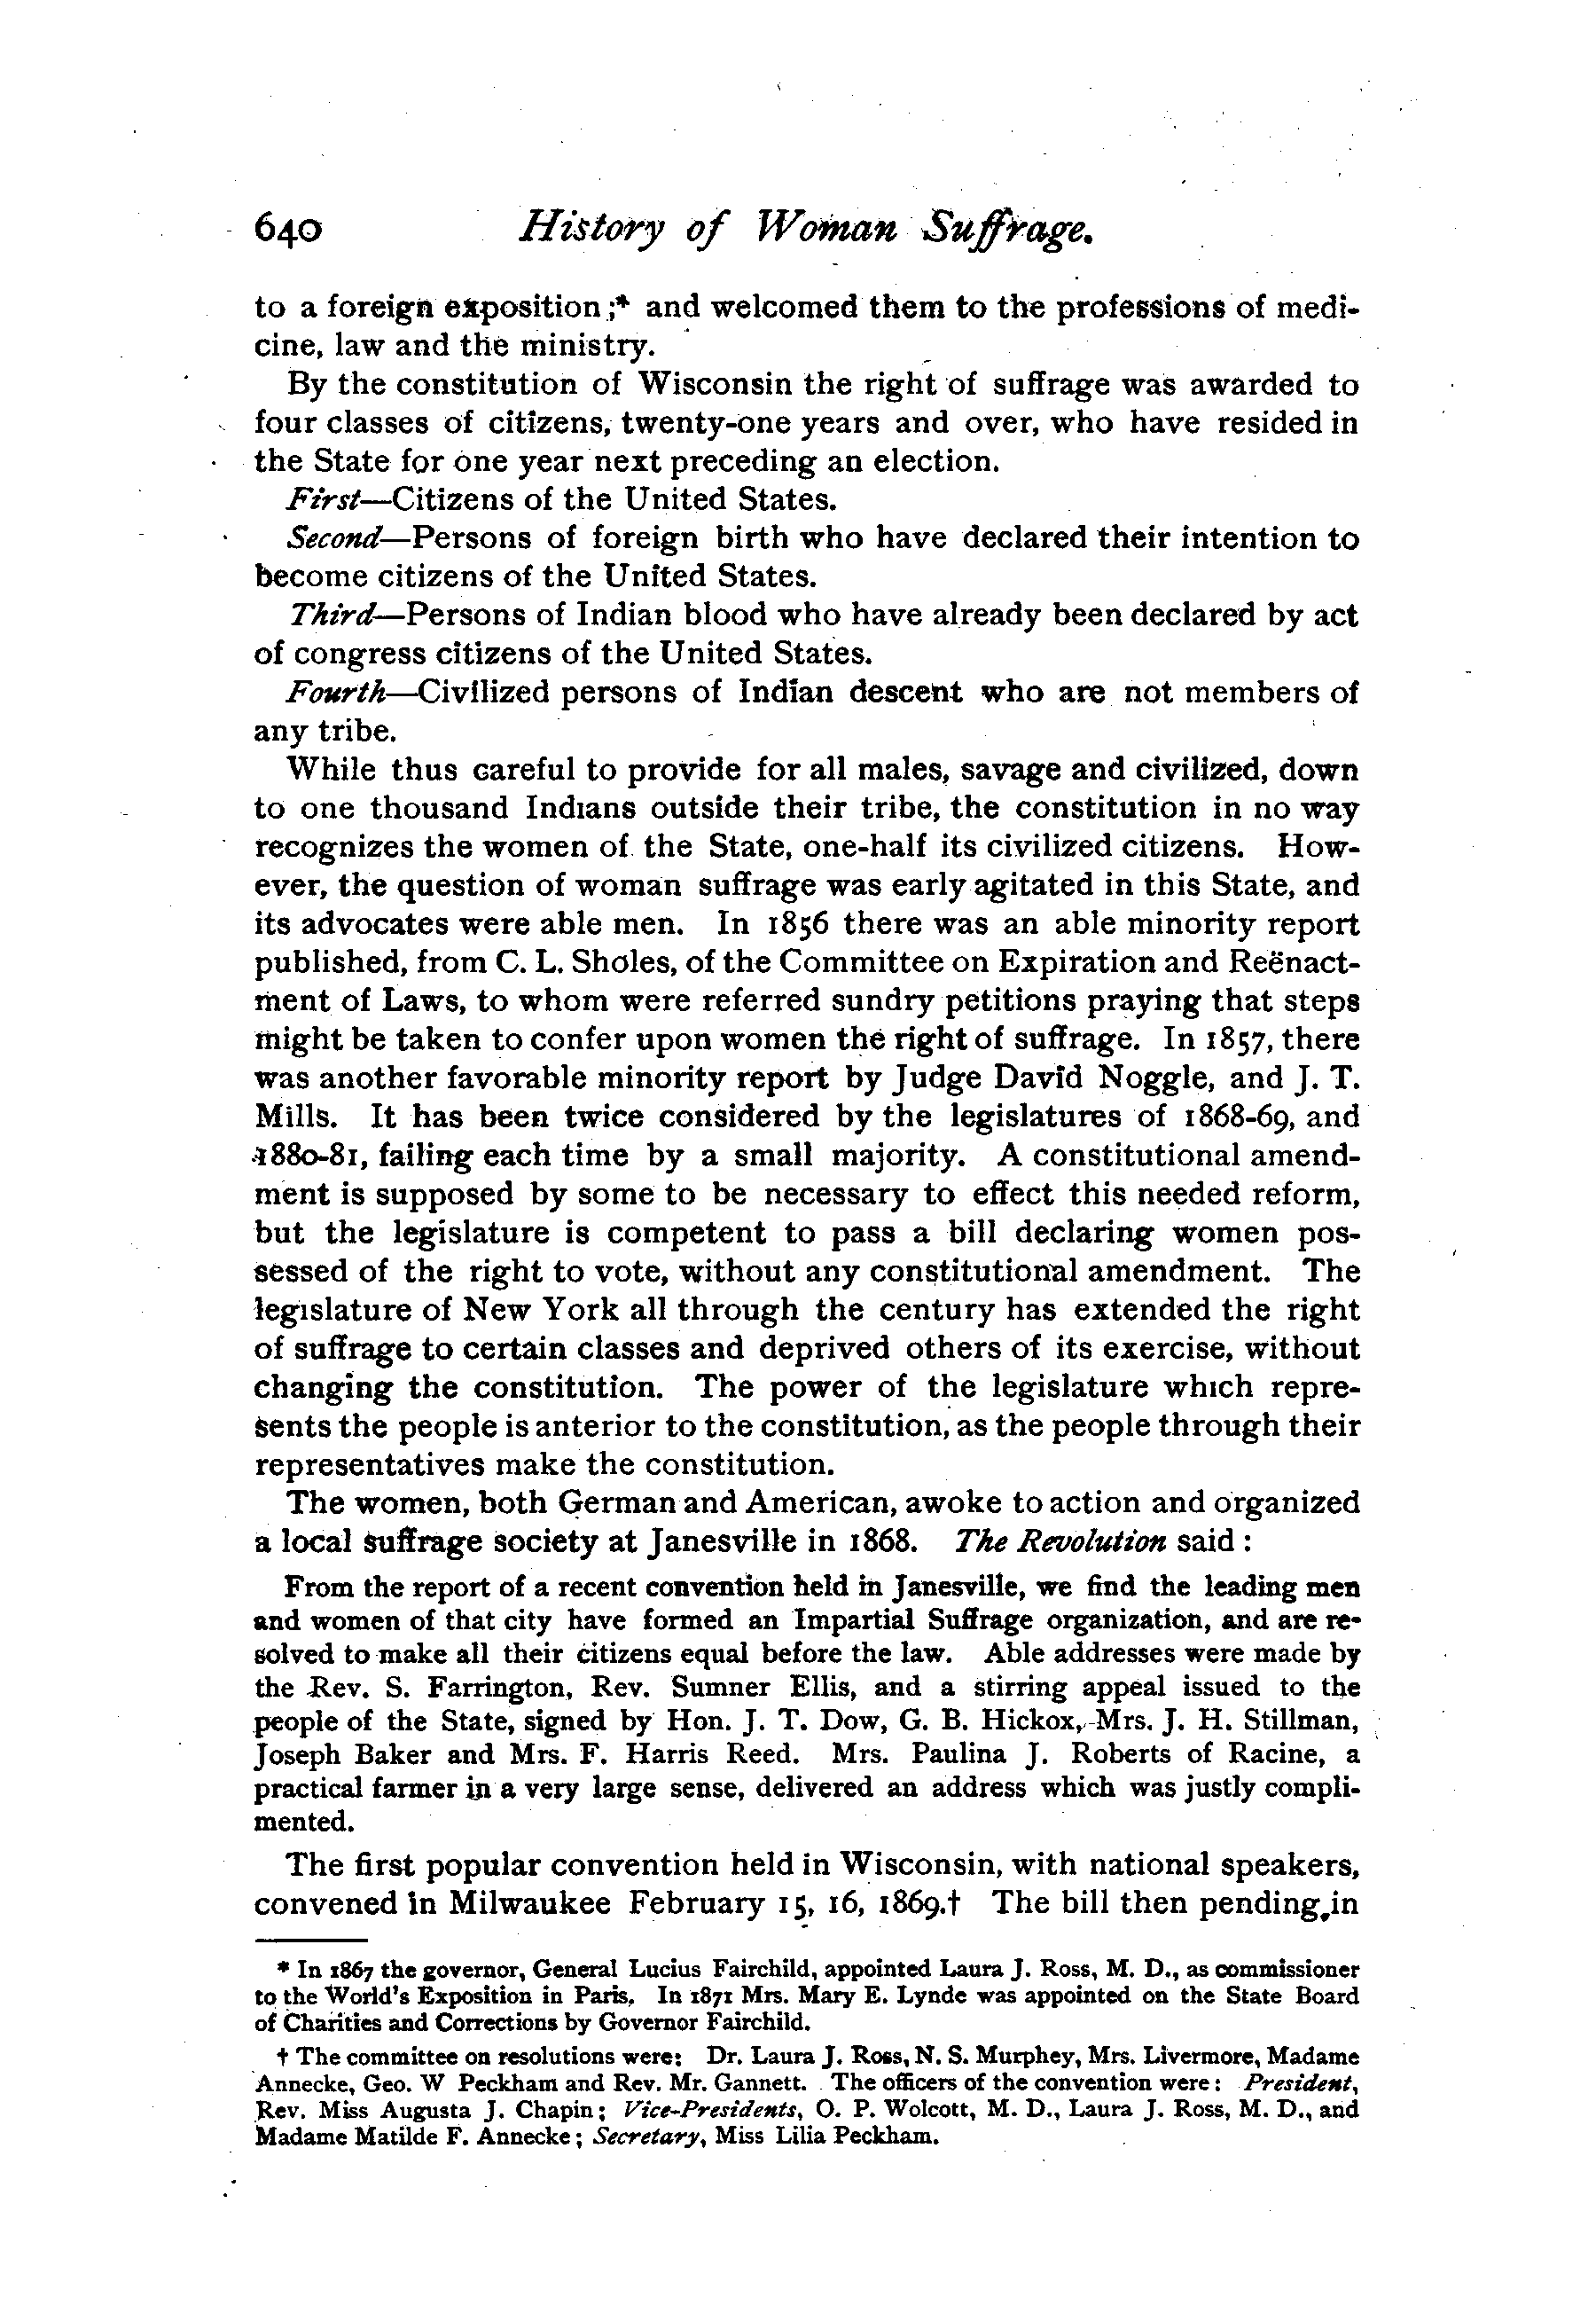 640 History of Woman Suffrage.
to a foreign exposition;* and welcomed them to the professions of medi-
cine, law and the ministry.
By the constitution of Wisconsin the right of suffrage was awarded to
four classes of citizens, twenty-one years and over, who have resided in
the State for one year next preceding an election.
First—Citizens of the United States.
Second—Persons of foreign birth who have declared their intention to
become citizens of the United States.
Third—Persons of Indian blood who have already been declared by act
of congress citizens of the United States.
Fourth—Civilized persons of Indian descent who are not members of
any tribe.
While thus careful to provide for all males, savage and civilized, down
to one thousand Indians outside their tribe, the constitution in no way
recognizes the women of the State, one-half its civilized citizens. How-
ever, the question of woman suffrage was early agitated in this State, and
its advocates were able men. In 1856 there was an able minority report
published, from C. L. Sholes, of the Committee on Expiration and Reënact-
ment of Laws, to whom were referred sundry petitions praying that steps
might be taken to confer upon women the right of suffrage. In 1857, there
was another favorable minority report by Judge David Noggle, and J. T.
Mills. It has been twice considered by the legislatures of 1868-69, and
1880-81, failing each time by a small majority. A constitutional amend-
ment is supposed by some to be necessary to effect this needed reform,
but the legislature is competent to pass a bill declaring women pos-
sessed of the right to vote, without any constitutional amendment. The
legislature of New York all through the century has extended the right
of suffrage to certain classes and deprived others of its exercise, without
changing the constitution. The power of the legislature which repre-
sents the people is anterior to the constitution, as the people through their
representatives make the constitution.
The women, both German and American, awoke to action and organized
a local suffrage society at Janesville in 1868. The Revolution said:
From the report of a recent convention held in Janesville, we find the leading men
and women of that city have formed an Impartial Suffrage organization, and are re-
solved to make all their citizens equal before the law. Able addresses were made by
the Rev. S. Farrington, Rev. Sumner Ellis, and a stirring appeal issued to the
people of the State, signed by Hon. J. T. Dow, G. B. Hickox, Mrs. J. H. Stillman,
Joseph Baker and Mrs. F. Harris Reed. Mrs. Paulina J. Roberts of Racine, a
practical farmer in a very large sense, delivered an address which was justly compli-
mented.
The first popular convention held in Wisconsin, with national speakers,
convened in Milwaukee February 15, 16, 1869.† The bill then pending in
* In 1867 the governor, General Lucius Fairchild, appointed Laura J. Ross, M. D., as commissioner
to the World's Exposition in Paris. In 1871 Mrs. Mary E. Lynde was appointed on the State Board
of Charities and Corrections by Governor Fairchild.
† The committee on resolutions were: Dr. Laura J. Ross, N. S. Murphey, Mrs. Livermore, Madame
Annecke, Geo. W Peckham and Rev. Mr. Gannett. The officers of the convention were: President,
Rev. Miss Augusta J. Chapin; Vice-Presidents, O. P. Wolcott, M. D., Laura J. Ross, M. D., and
Madame Matilde F. Annecke; Secretary, Miss Lilia Peckham.